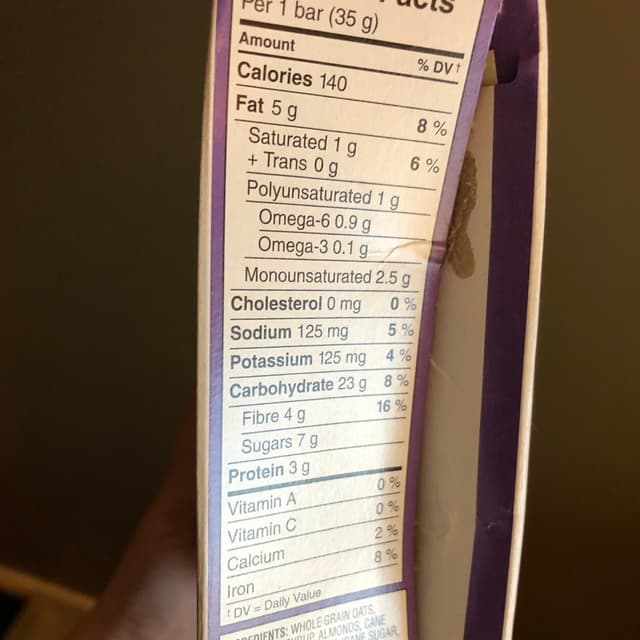 Per 1 bar (35 g)
Amount % DV†
Calories 140
Fat 5 g 8 %
Saturated 1 g 6 %
+ Trans 0 g
Polyunsaturated 1 g
Omega-6 0.9 g
Omega-3 0.1 g
Monounsaturated 2.5 g
Cholesterol 0 mg 0 %
Sodium 125 mg 5 %
Potassium 125 mg 4 %
Carbohydrate 23 g 8 %
Fibre 4 g 16 %
Sugars 7 g
Protein 3 g
Vitamin A 0 %
Vitamin C 0 %
Calcium 2 %
Iron 8 %
† DV = Daily Value
WHOLE GRAIN OATS,
ALMONDS, CANE
SUGAR,